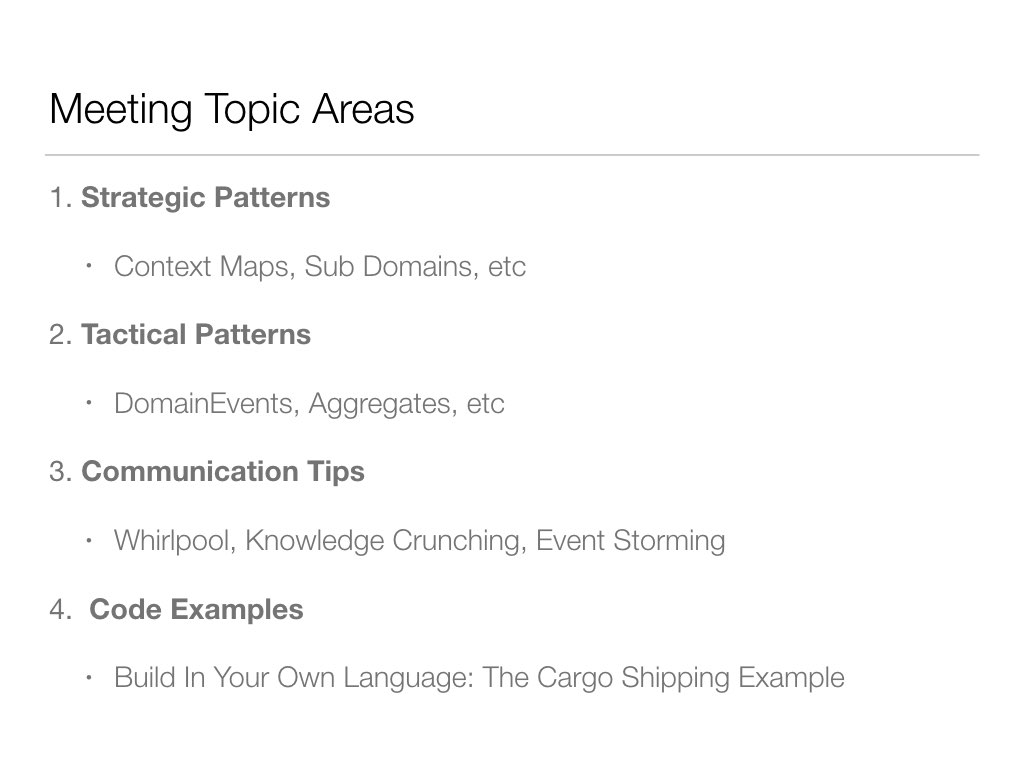 Meeting Topic Areas
1. Strategic Patterns
• Context Maps, Sub Domains, etc
2. Tactical Patterns
• DomainEvents, Aggregates, etc
3. Communication Tips
• Whirlpool, Knowledge Crunching, Event Storming
4. Code Examples
• Build In Your Own Language: The Cargo Shipping Example